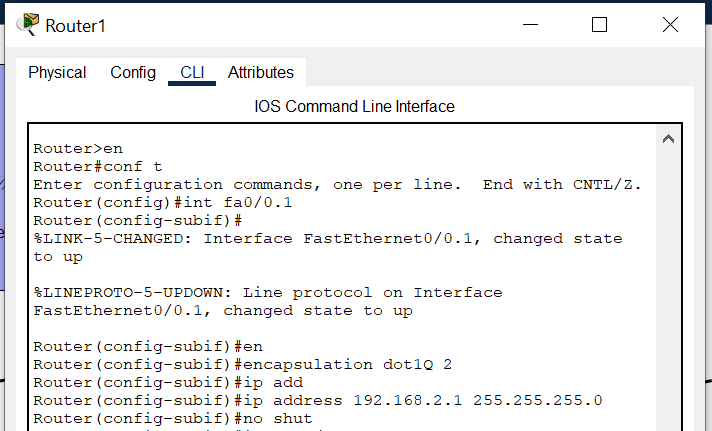 Router1
Physical Config CLI Attributes
IOS Command Line Interface
Router>en
Router#conf t
Enter configuration commands, one per line.  End with CNTL/Z.
Router(config)#int fa0/0.1
Router(config-subif)#
%LINK-5-CHANGED: Interface FastEthernet0/0.1, changed state
to up
%LINEPROTO-5-UPDOWN: Line protocol on Interface
FastEthernet0/0.1, changed state to up
Router(config-subif)#en
Router(config-subif)#encapsulation dot1Q 2
Router(config-subif)#ip add
Router(config-subif)#ip address 192.168.2.1 255.255.255.0
Router(config-subif)#no shut